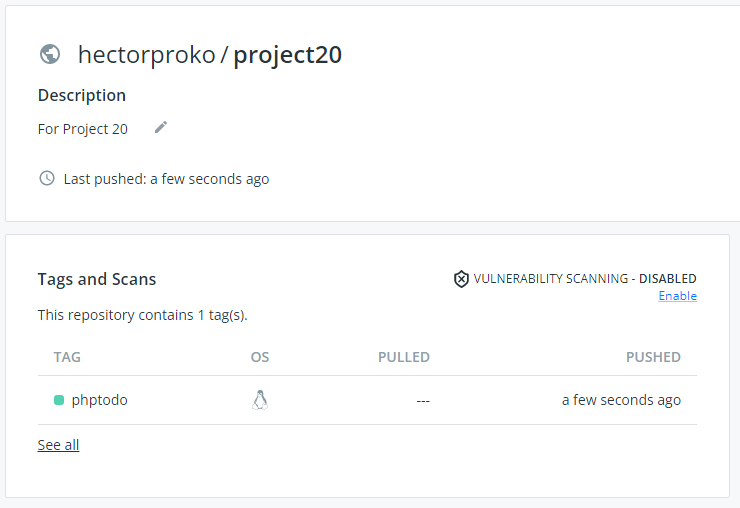 hectorproko / project20
Description
For Project 20
Last pushed: a few seconds ago
Tags and Scans
VULNERABILITY SCANNING - DISABLED
Enable
This repository contains 1 tag(s).
TAG OS PULLED PUSHED
phptodo --- a few seconds ago
See all